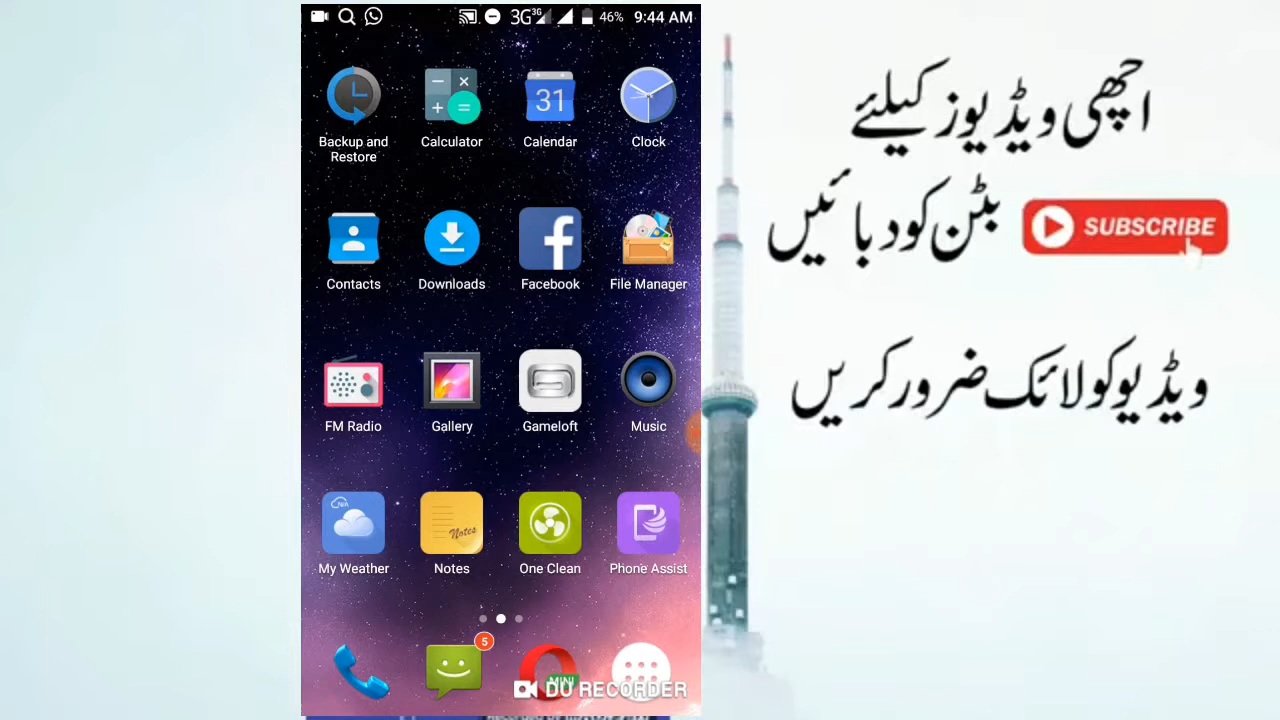 3G 3G 46% 9:44 AM
31
Backup and Restore
Calculator
Calendar
Clock
Contacts
Downloads
Facebook
File Manager
FM Radio
Gallery
Gameloft
Music
N/A
Notes
My Weather
Notes
One Clean
Phone Assist
5
MINI
DU RECORDER
اچھی ویڈیوز کیلئے
SUBSCRIBE بٹن کو دبائیں
ویڈیو کو لائک ضرور کریں